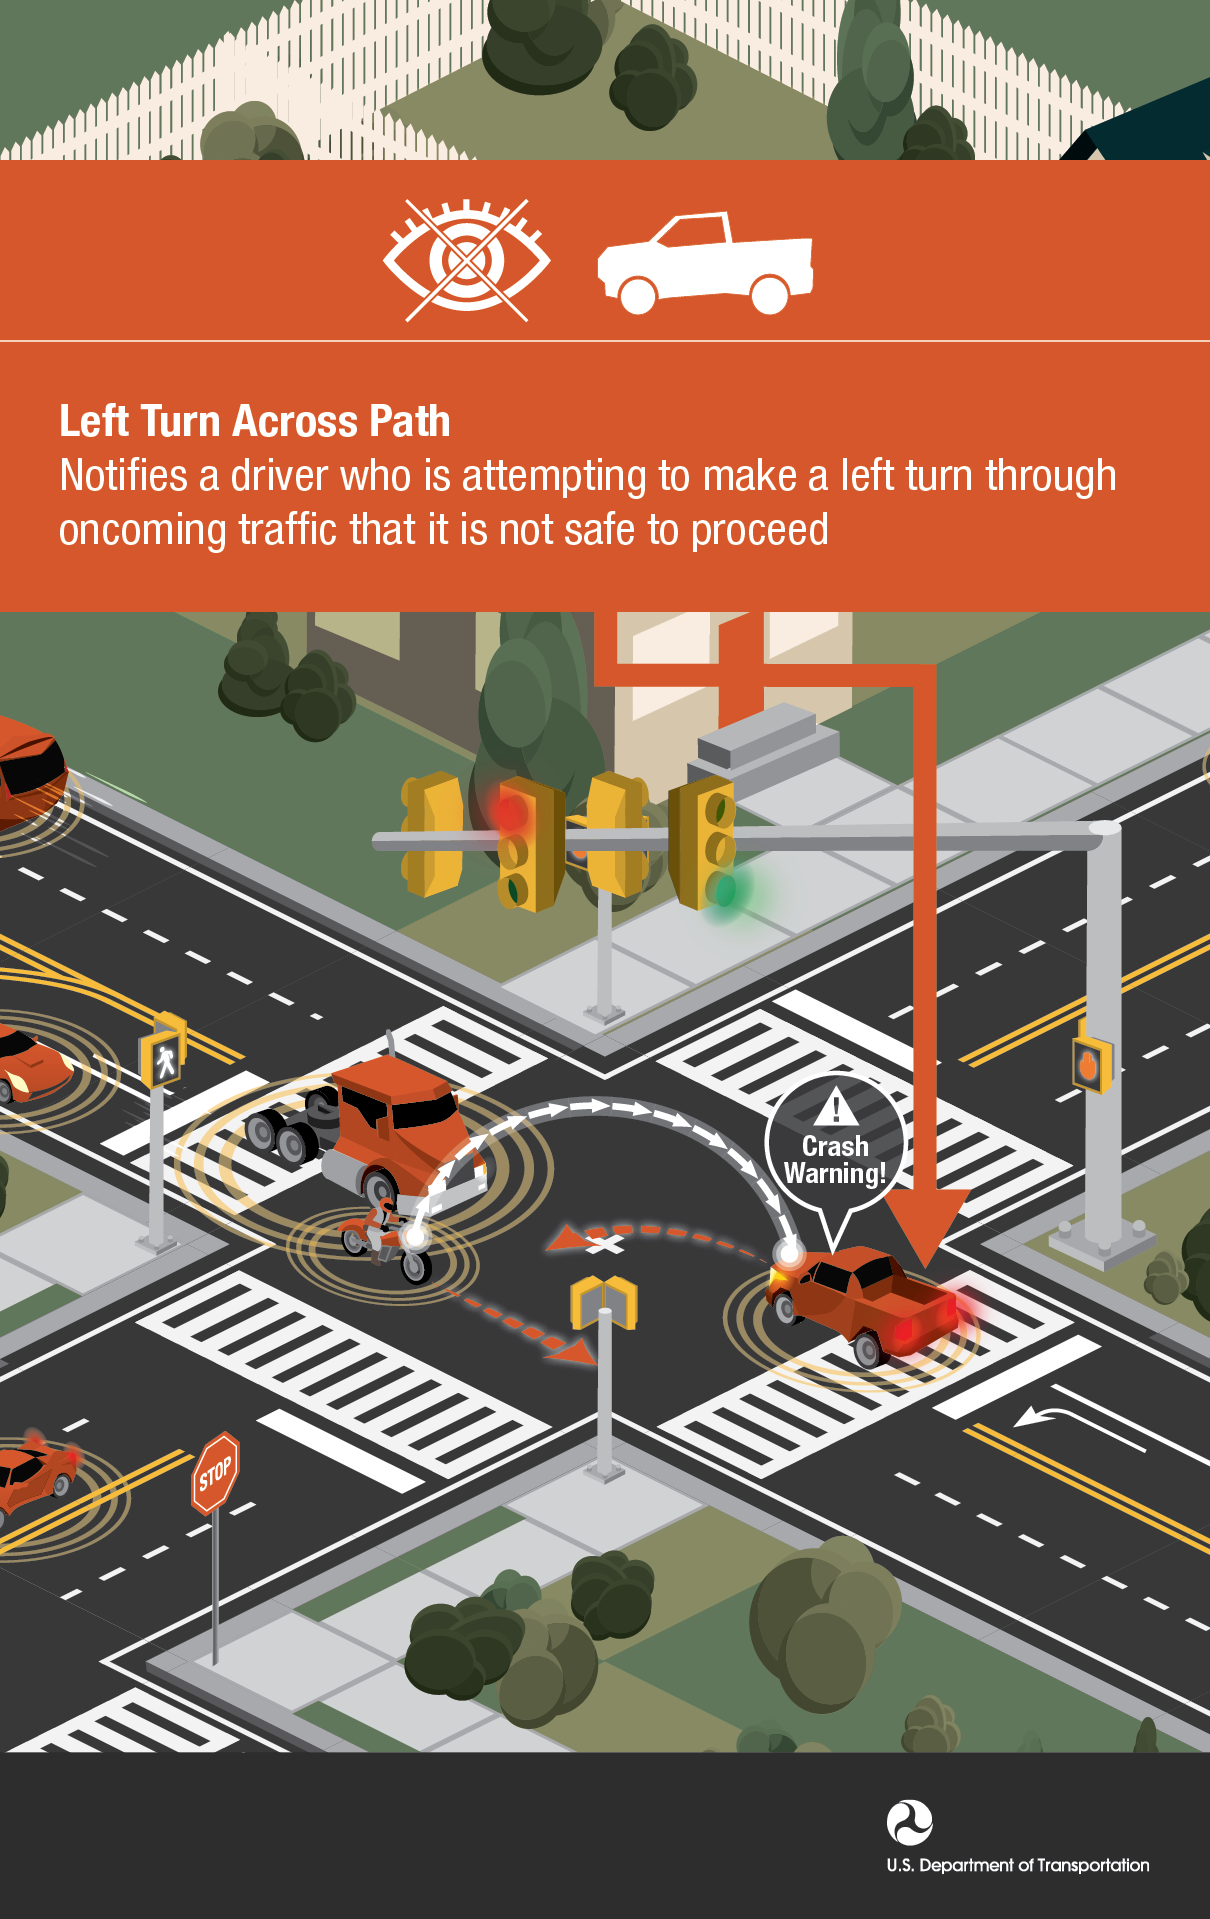 Left Turn Across Path
Notifies a driver who is attempting to make a left turn through
oncoming traffic that it is not safe to proceed
!
Crash
Warning!
STOP
U.S. Department of Transportation